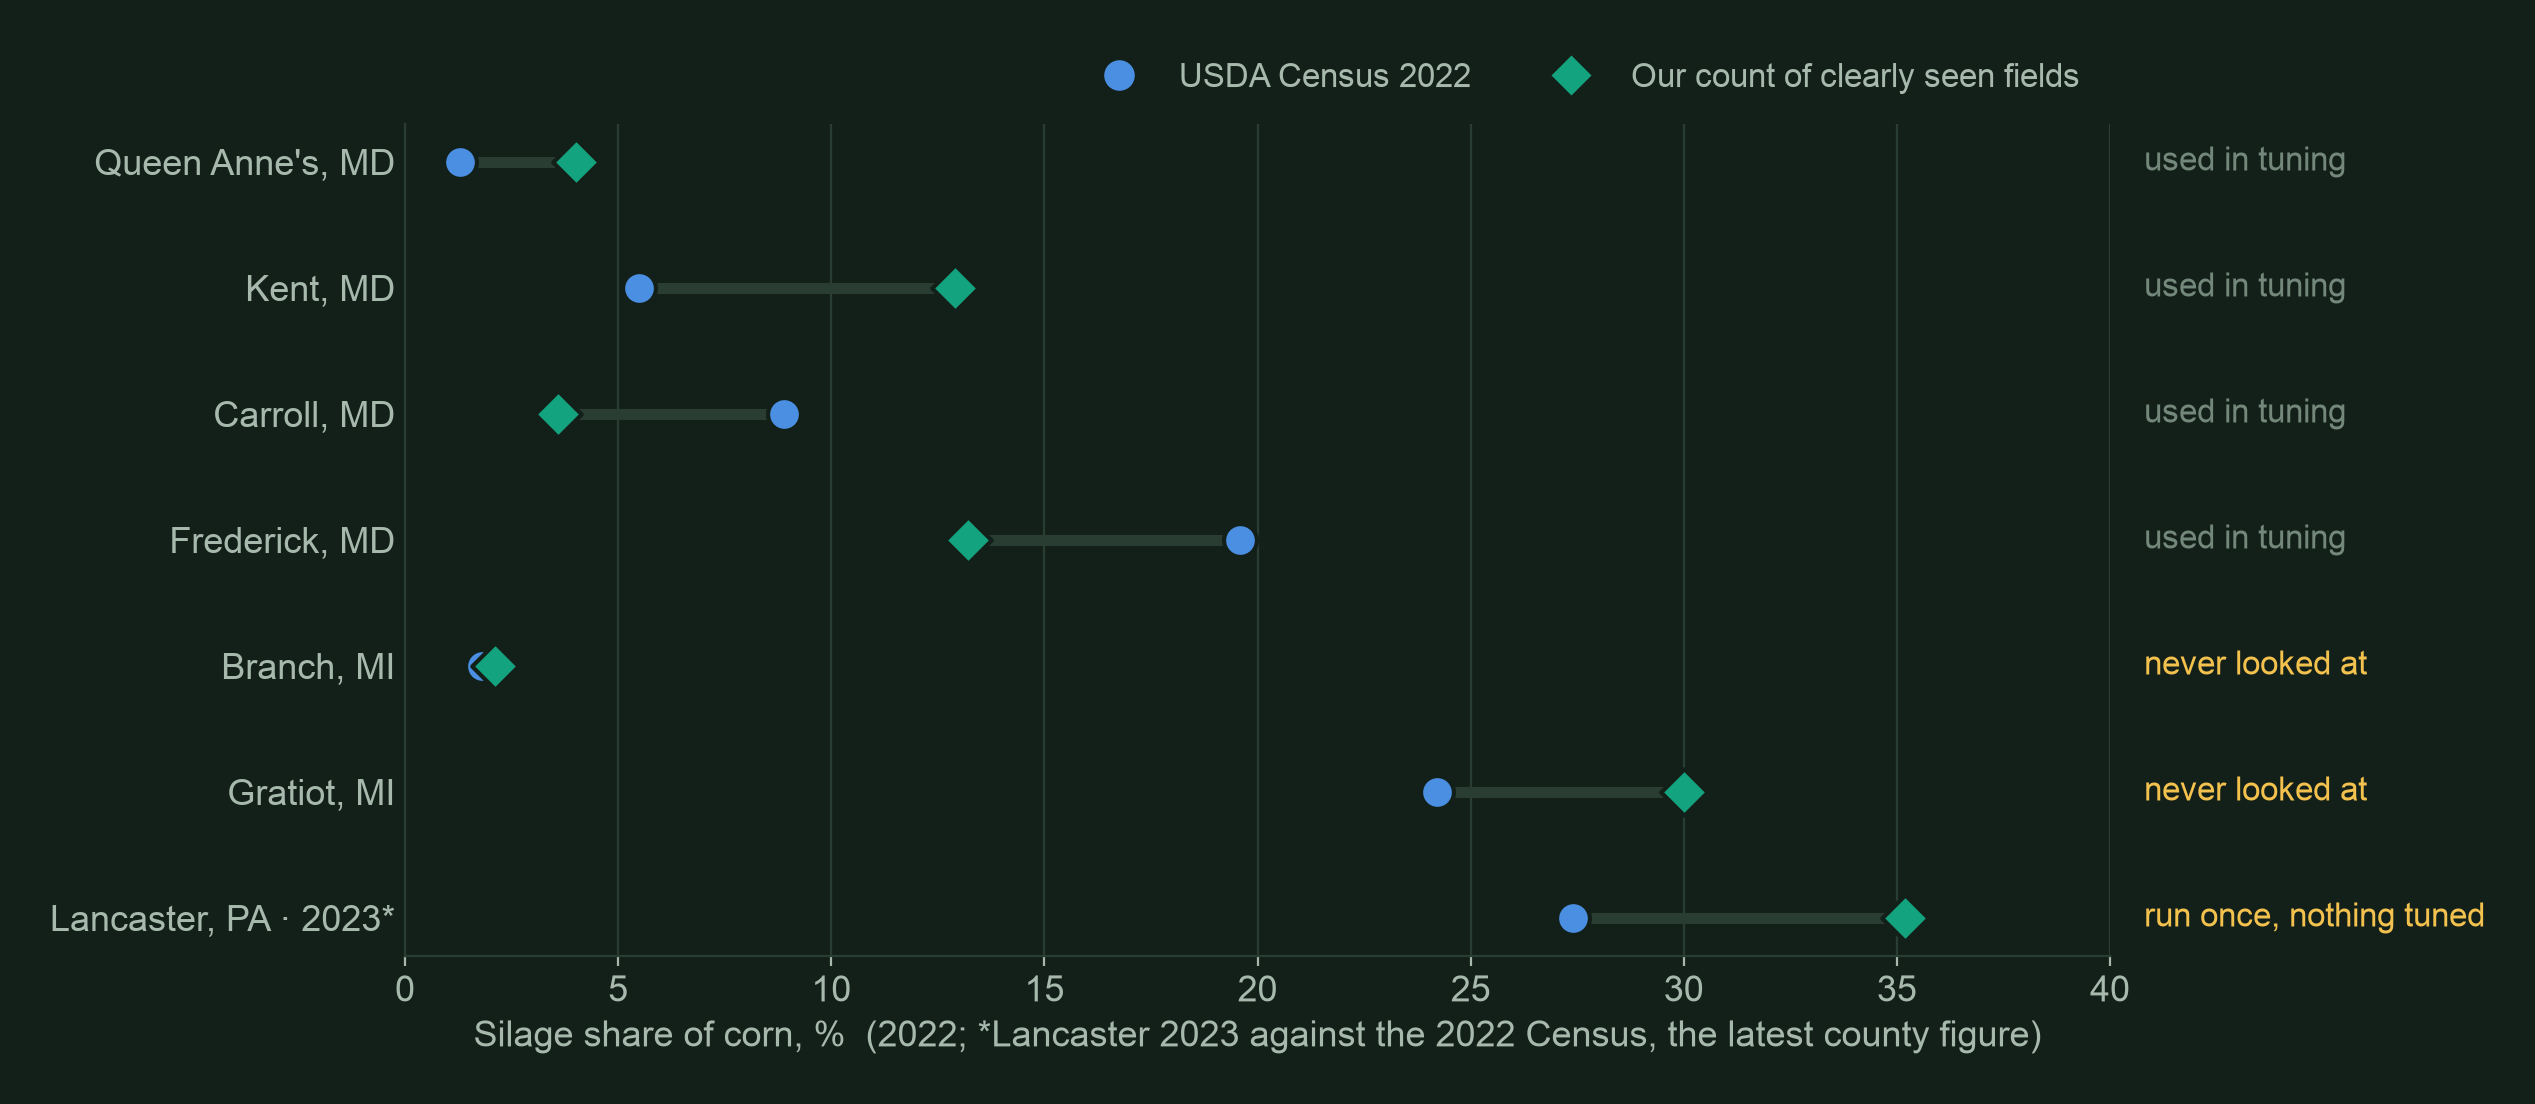 USDA Census 2022
Our count of clearly seen fields
Queen Anne's, MD
used in tuning
Kent, MD
used in tuning
Carroll, MD
used in tuning
Frederick, MD
used in tuning
Branch, MI
never looked at
Gratiot, MI
never looked at
Lancaster, PA · 2023*
run once, nothing tuned
0 5 10 15 20 25 30 35 40
Silage share of corn, % (2022; *Lancaster 2023 against the 2022 Census, the latest county figure)